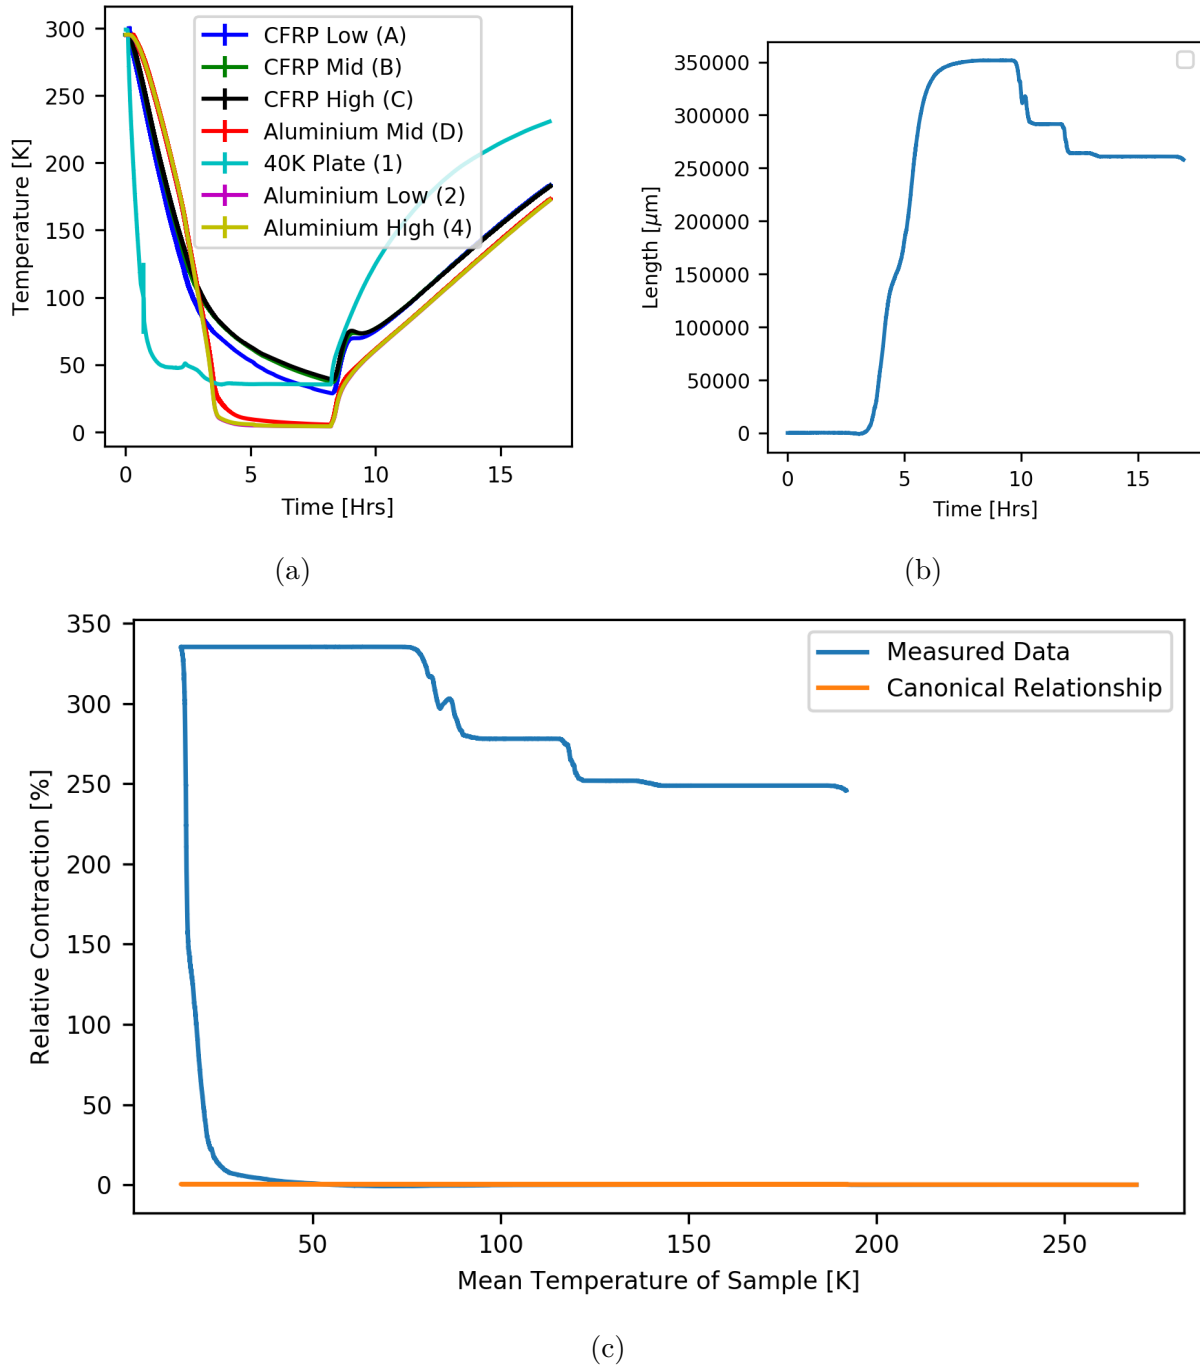 300
250
200
150
100
50
0
Temperature [K]
CFRP Low (A)
CFRP Mid (B)
CFRP High (C)
Aluminium Mid (D)
40K Plate (1)
Aluminium Low (2)
Aluminium High (4)
0 5 10 15
Time [Hrs]
(a)
350000
300000
250000
200000
150000
100000
50000
0
Length [μm]
0 5 10 15
Time [Hrs]
(b)
350
300
250
200
150
100
50
0
Relative Contraction [%]
Measured Data
Canonical Relationship
50 100 150 200 250
Mean Temperature of Sample [K]
(c)